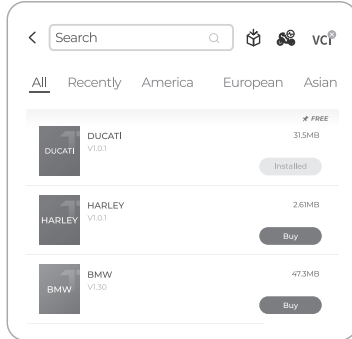 Search
VCI
All Recently America European Asian
FREE
DUCATI
DUCATI
V1.0.1
31.5MB
Installed
HARLEY
HARLEY
V1.0.1
2.61MB
Buy
BMW
BMW
V1.30
47.3MB
Buy